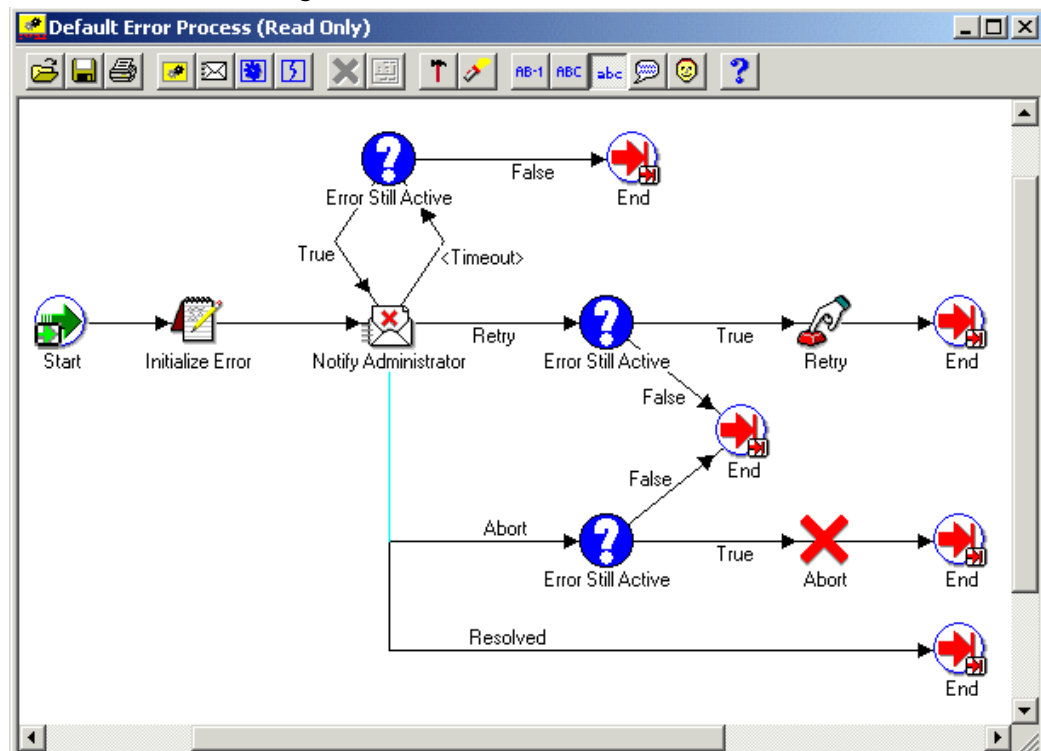 Default Error Process (Read Only)
AB-1 ABC abc ?
False
Error Still Active
End
True
<Timeout>
Retry
True
Start
Initialize Error
Notify Administrator
Error Still Active
Retry
End
False
End
False
Abort
True
Error Still Active
Abort
End
Resolved
End